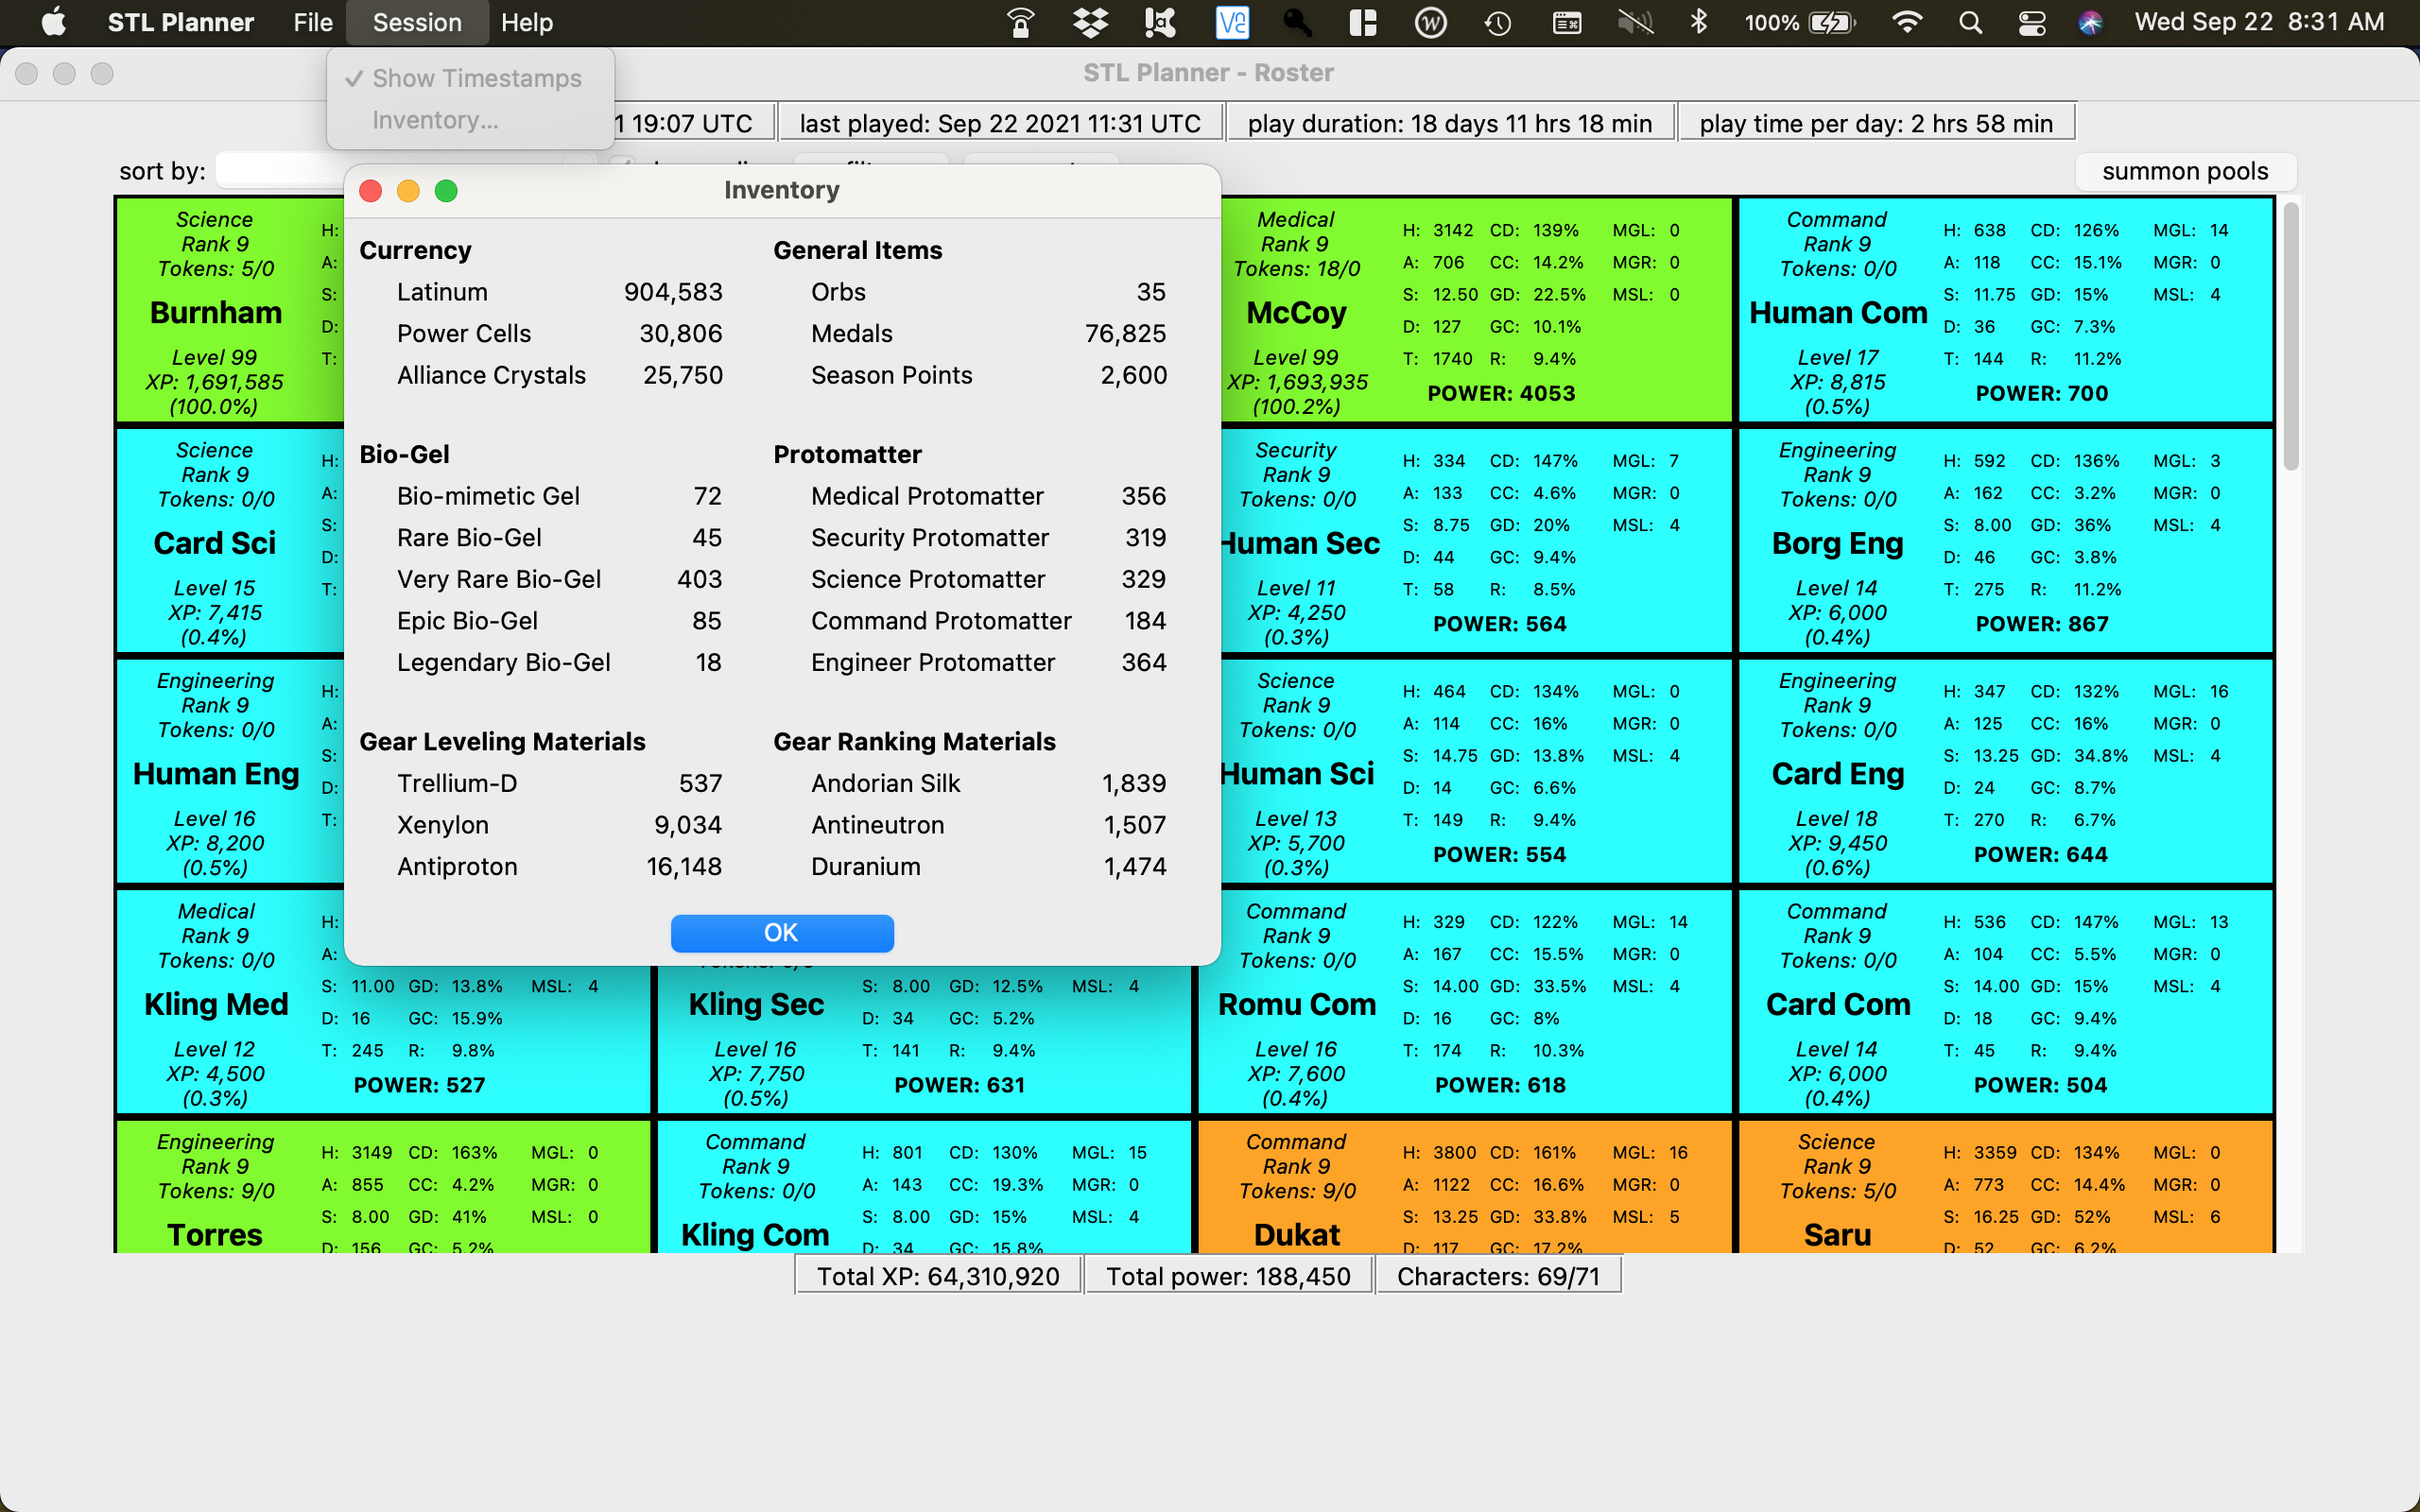 STL Planner File Session Help 100% Wed Sep 22 8:31 AM
STL Planner - Roster
✓ Show Timestamps
Inventory...
1 19:07 UTC last played: Sep 22 2021 11:31 UTC play duration: 18 days 11 hrs 18 min play time per day: 2 hrs 58 min
sort by: summon pools
Inventory
Currency
Latinum 904,583
Power Cells 30,806
Alliance Crystals 25,750
General Items
Orbs 35
Medals 76,825
Season Points 2,600
Bio-Gel
Bio-mimetic Gel 72
Rare Bio-Gel 45
Very Rare Bio-Gel 403
Epic Bio-Gel 85
Legendary Bio-Gel 18
Protomatter
Medical Protomatter 356
Security Protomatter 319
Science Protomatter 329
Command Protomatter 184
Engineer Protomatter 364
Gear Leveling Materials
Trellium-D 537
Xenylon 9,034
Antiproton 16,148
Gear Ranking Materials
Andorian Silk 1,839
Antineutron 1,507
Duranium 1,474
OK
Science
Rank 9
Tokens: 5/0
Burnham
Level 99
XP: 1,691,585
(100.0%)
H:
A:
S:
D:
T:
Medical
Rank 9
Tokens: 18/0
McCoy
Level 99
XP: 1,693,935
(100.2%)
H: 3142 CD: 139% MGL: 0
A: 706 CC: 14.2% MGR: 0
S: 12.50 GD: 22.5% MSL: 0
D: 127 GC: 10.1%
T: 1740 R: 9.4%
POWER: 4053
Command
Rank 9
Tokens: 0/0
Human Com
Level 17
XP: 8,815
(0.5%)
H: 638 CD: 126% MGL: 14
A: 118 CC: 15.1% MGR: 0
S: 11.75 GD: 15% MSL: 4
D: 36 GC: 7.3%
T: 144 R: 11.2%
POWER: 700
Science
Rank 9
Tokens: 0/0
Card Sci
Level 15
XP: 7,415
(0.4%)
H:
A:
S:
D:
T:
Security
Rank 9
Tokens: 0/0
Human Sec
Level 11
XP: 4,250
(0.3%)
H: 334 CD: 147% MGL: 7
A: 133 CC: 4.6% MGR: 0
S: 8.75 GD: 20% MSL: 4
D: 44 GC: 9.4%
T: 58 R: 8.5%
POWER: 564
Engineering
Rank 9
Tokens: 0/0
Borg Eng
Level 14
XP: 6,000
(0.4%)
H: 592 CD: 136% MGL: 3
A: 162 CC: 3.2% MGR: 0
S: 8.00 GD: 36% MSL: 4
D: 46 GC: 3.8%
T: 275 R: 11.2%
POWER: 867
Engineering
Rank 9
Tokens: 0/0
Human Eng
Level 16
XP: 8,200
(0.5%)
H:
A:
S:
D:
T:
Science
Rank 9
Tokens: 0/0
Human Sci
Level 13
XP: 5,700
(0.3%)
H: 464 CD: 134% MGL: 0
A: 114 CC: 16% MGR: 0
S: 14.75 GD: 13.8% MSL: 4
D: 14 GC: 6.6%
T: 149 R: 9.4%
POWER: 554
Engineering
Rank 9
Tokens: 0/0
Card Eng
Level 18
XP: 9,450
(0.6%)
H: 347 CD: 132% MGL: 16
A: 125 CC: 16% MGR: 0
S: 13.25 GD: 34.8% MSL: 4
D: 24 GC: 8.7%
T: 270 R: 6.7%
POWER: 644
Medical
Rank 9
Tokens: 0/0
Kling Med
Level 12
XP: 4,500
(0.3%)
H:
A:
S: 11.00 GD: 13.8% MSL: 4
D: 16 GC: 15.9%
T: 245 R: 9.8%
POWER: 527
Kling Sec
Level 16
XP: 7,750
(0.5%)
S: 8.00 GD: 12.5% MSL: 4
D: 34 GC: 5.2%
T: 141 R: 9.4%
POWER: 631
Command
Rank 9
Tokens: 0/0
Romu Com
Level 16
XP: 7,600
(0.4%)
H: 329 CD: 122% MGL: 14
A: 167 CC: 15.5% MGR: 0
S: 14.00 GD: 33.5% MSL: 4
D: 16 GC: 8%
T: 174 R: 10.3%
POWER: 618
Command
Rank 9
Tokens: 0/0
Card Com
Level 14
XP: 6,000
(0.4%)
H: 536 CD: 147% MGL: 13
A: 104 CC: 5.5% MGR: 0
S: 14.00 GD: 15% MSL: 4
D: 18 GC: 9.4%
T: 45 R: 9.4%
POWER: 504
Engineering
Rank 9
Tokens: 9/0
Torres
H: 3149 CD: 163% MGL: 0
A: 855 CC: 4.2% MGR: 0
S: 8.00 GD: 41% MSL: 0
D: 156 GC: 5.2%
Command
Rank 9
Tokens: 0/0
Kling Com
H: 801 CD: 130% MGL: 15
A: 143 CC: 19.3% MGR: 0
S: 8.00 GD: 15% MSL: 4
D: 34 GC: 15.8%
Command
Rank 9
Tokens: 9/0
Dukat
H: 3800 CD: 161% MGL: 16
A: 1122 CC: 16.6% MGR: 0
S: 13.25 GD: 33.8% MSL: 5
D: 117 GC: 17.2%
Science
Rank 9
Tokens: 5/0
Saru
H: 3359 CD: 134% MGL: 0
A: 773 CC: 14.4% MGR: 0
S: 16.25 GD: 52% MSL: 6
D: 52 GC: 6.2%
Total XP: 64,310,920 Total power: 188,450 Characters: 69/71